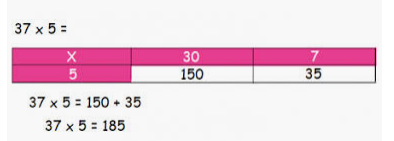 37 × 5 =
X 30 7
5 150 35
37 × 5 = 150 + 35
37 × 5 = 185